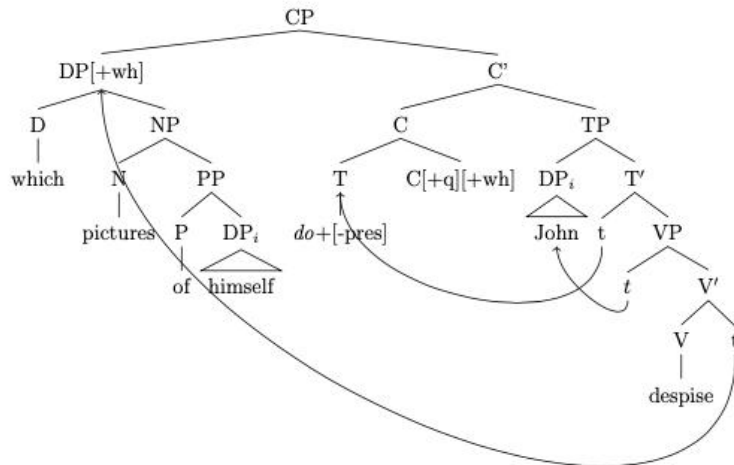 CP
DP[+wh] C'
D NP C TP
which N PP T C[+q][+wh] DPᵢ T′
pictures P DPᵢ do+[-pres] John t VP
of himself t V′
V t
despise